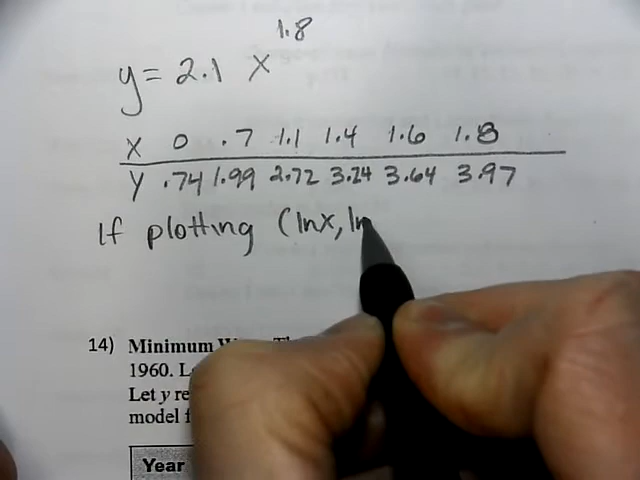 y = 2.1 x^1.8
x 0 .7 1.1 1.4 1.6 1.8
y .74 1.99 2.72 3.24 3.64 3.97
If plotting (lnx, ln
14) Minimum
1960.
Let y re
model f
Year